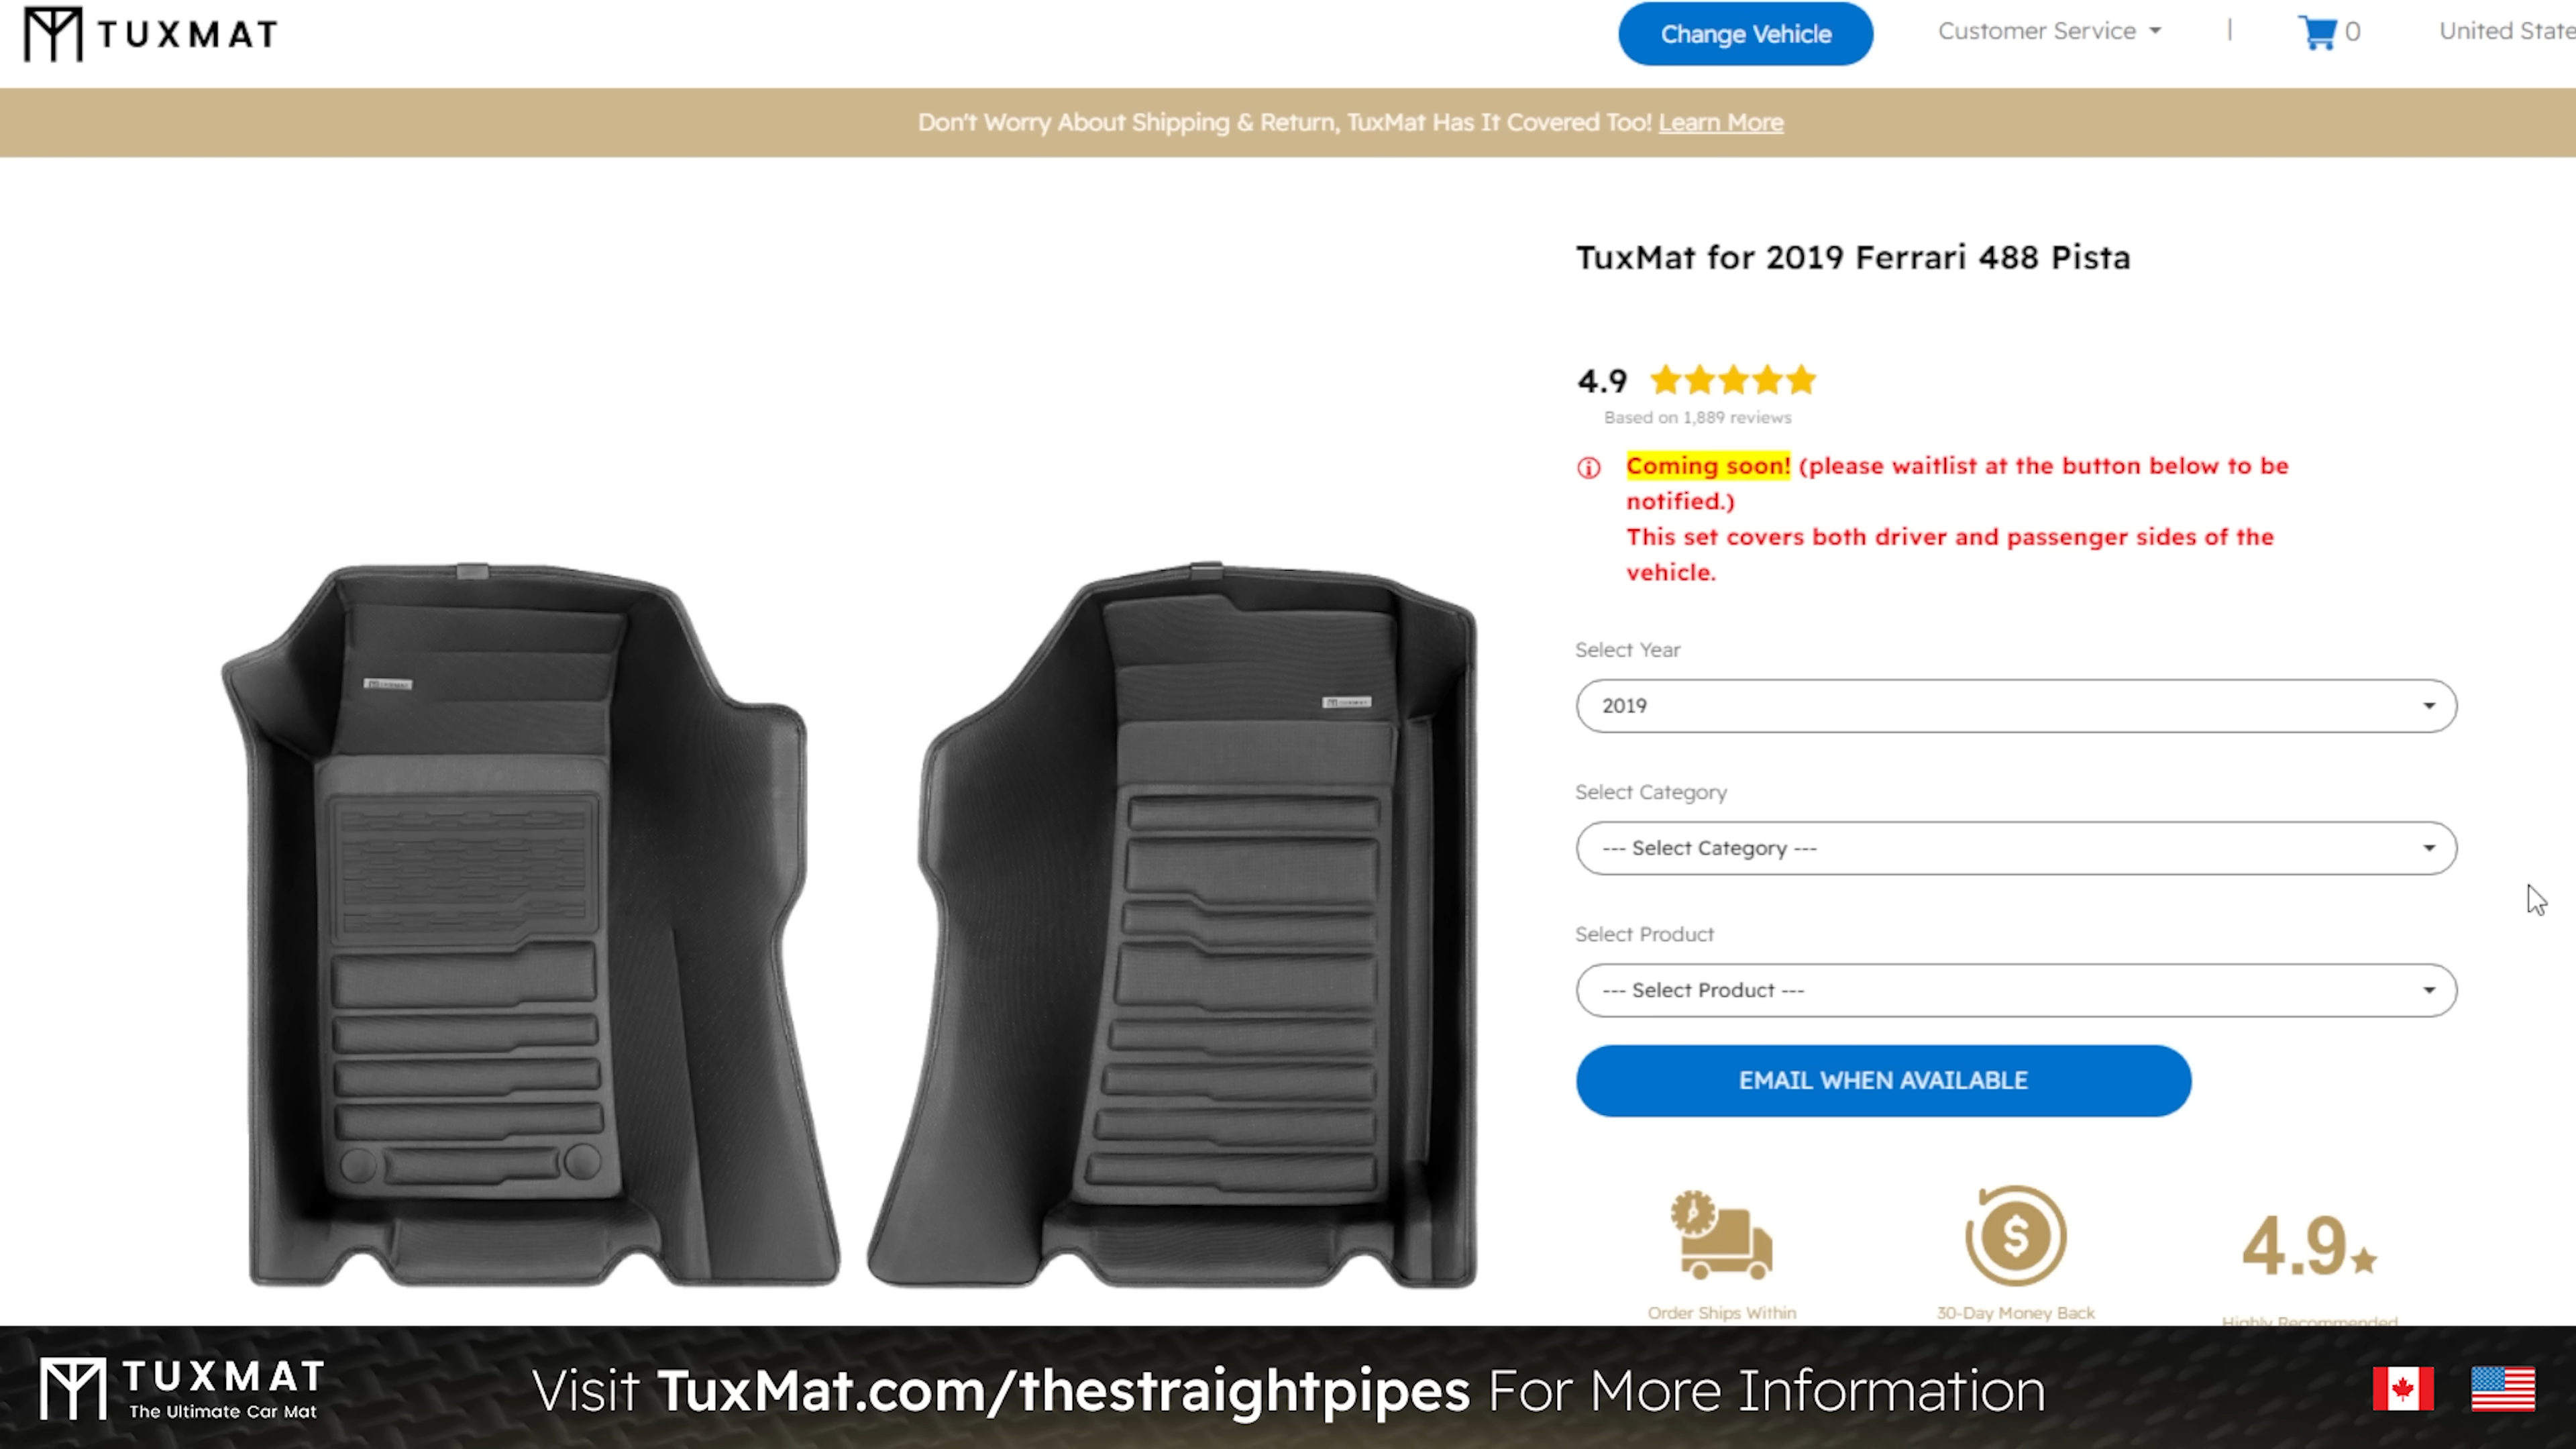 TUXMAT
Change Vehicle
Customer Service
|
0
United State
Don't Worry About Shipping & Return, TuxMat Has It Covered Too! Learn More
TuxMat for 2019 Ferrari 488 Pista
4.9
Based on 1,889 reviews
Coming soon! (please waitlist at the button below to be
notified.)
This set covers both driver and passenger sides of the
vehicle.
Select Year
2019
Select Category
--- Select Category ---
Select Product
--- Select Product ---
EMAIL WHEN AVAILABLE
$
4.9
Order Ships Within
30-Day Money Back
Highly Recommended
TUXMAT
TUXMAT
TUXMAT
The Ultimate Car Mat
Visit TuxMat.com/thestraightpipes For More Information